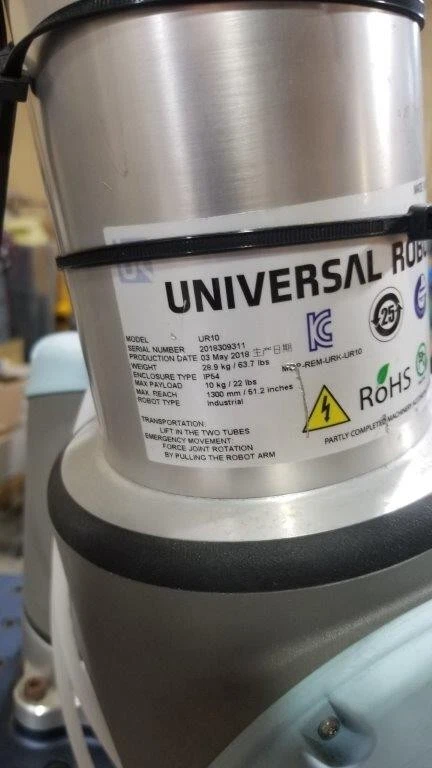 UNIVERSAL ROBO
MODEL UR10
SERIAL NUMBER 2018309311
PRODUCTION DATE 03 May 2018 生产日期
WEIGHT 28.9 kg / 63.7 lbs
ENCLOSURE TYPE IP54
MAX PAYLOAD 10 kg / 22 lbs
MAX. REACH 1300 mm / 51.2 inches
ROBOT TYPE Industrial
-REM-URK-UR10
25
RoHS
TRANSPORTATION:
LIFT IN THE TWO TUBES
EMERGENCY MOVEMENT:
FORCE JOINT ROTATION
BY PULLING THE ROBOT ARM
PARTLY COMPLETED MACHINERY